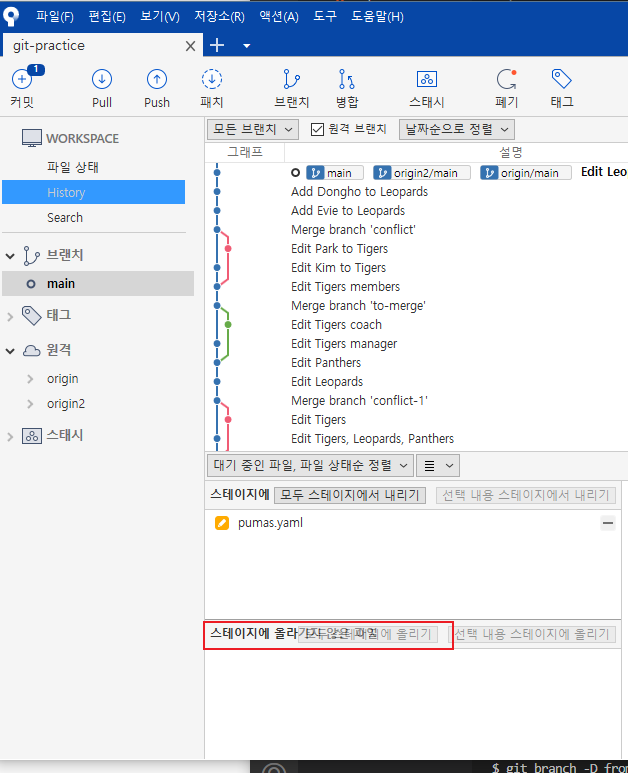 파일(F) 편집(E) 보기(V) 저장소(R) 액션(A) 도구 도움말(H)
git-practice
1
커밋 Pull Push 패치 브랜치 병합 스태시 폐기 태그
WORKSPACE
파일 상태
History
Search
브랜치
main
태그
원격
origin
origin2
스태시
모든 브랜치 원격 브랜치 날짜순으로 정렬
그래프 설명
main origin2/main origin/main Edit Leo
Add Dongho to Leopards
Add Evie to Leopards
Merge branch 'conflict'
Edit Park to Tigers
Edit Kim to Tigers
Edit Tigers members
Merge branch 'to-merge'
Edit Tigers coach
Edit Tigers manager
Edit Panthers
Edit Leopards
Merge branch 'conflict-1'
Edit Tigers
Edit Tigers, Leopards, Panthers
대기 중인 파일, 파일 상태순 정렬
스테이지에 모두 스테이지에서 내리기 선택 내용 스테이지에서 내리기
pumas.yaml
스테이지에 올라가지 않은 파일 모두 스테이지에 올리기 선택 내용 스테이지에 올리기
$ git branch -D from